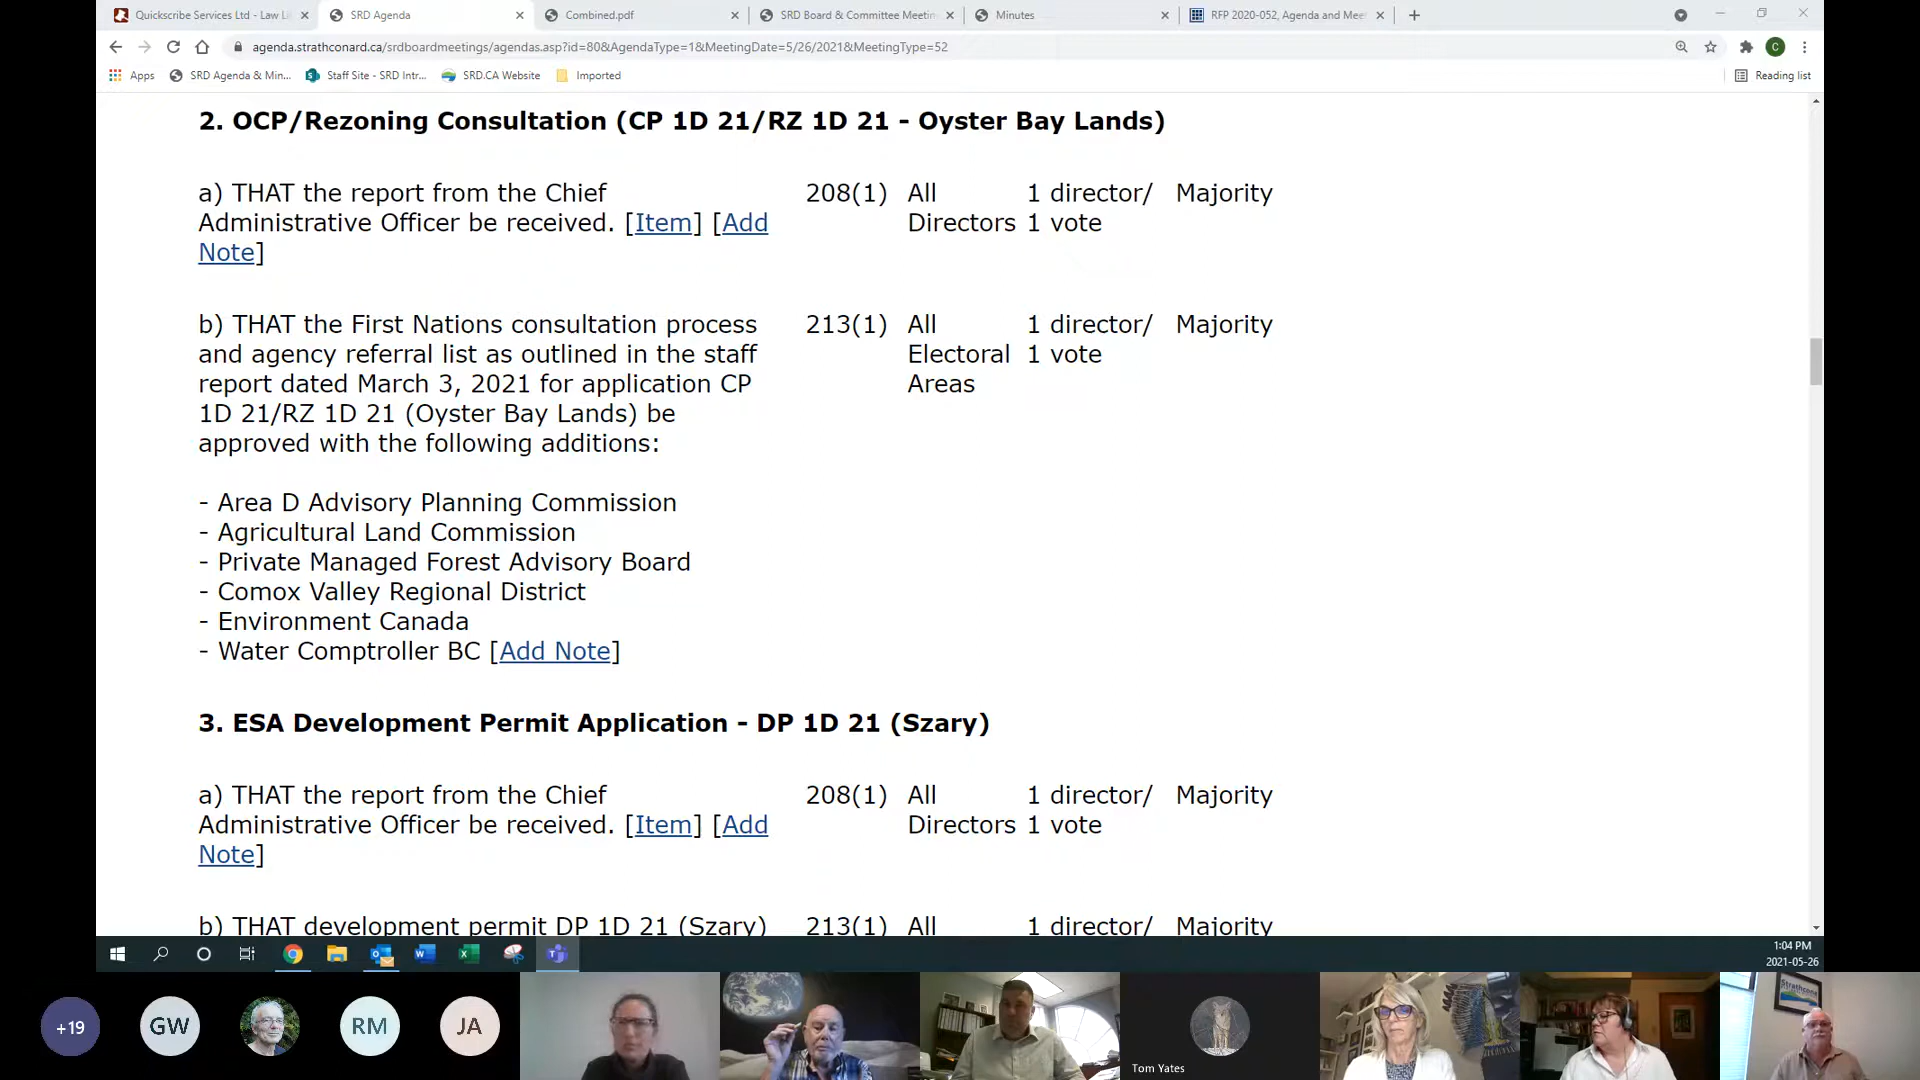 Quickscribe Services Ltd - Law Li
SRD Agenda
Combined.pdf
SRD Board & Committee Meetin
Minutes
RFP 2020-052, Agenda and Mee
agenda.strathconard.ca/srdboardmeetings/agendas.asp?id=80&AgendaType=1&MeetingDate=5/26/2021&MeetingType=52
C
Apps
SRD Agenda & Min...
Staff Site - SRD Intr...
SRD.CA Website
Imported
Reading list
2. OCP/Rezoning Consultation (CP 1D 21/RZ 1D 21 - Oyster Bay Lands)
a) THAT the report from the Chief 208(1) All 1 director/ Majority
Administrative Officer be received. [Item] [Add Directors 1 vote
Note]
b) THAT the First Nations consultation process 213(1) All 1 director/ Majority
and agency referral list as outlined in the staff Electoral 1 vote
report dated March 3, 2021 for application CP Areas
1D 21/RZ 1D 21 (Oyster Bay Lands) be
approved with the following additions:
- Area D Advisory Planning Commission
- Agricultural Land Commission
- Private Managed Forest Advisory Board
- Comox Valley Regional District
- Environment Canada
- Water Comptroller BC [Add Note]
3. ESA Development Permit Application - DP 1D 21 (Szary)
a) THAT the report from the Chief 208(1) All 1 director/ Majority
Administrative Officer be received. [Item] [Add Directors 1 vote
Note]
b) THAT development permit DP 1D 21 (Szary) 213(1) All 1 director/ Majority
1:04 PM
2021-05-26
+19
GW
RM
JA
Tom Yates
Strathcona